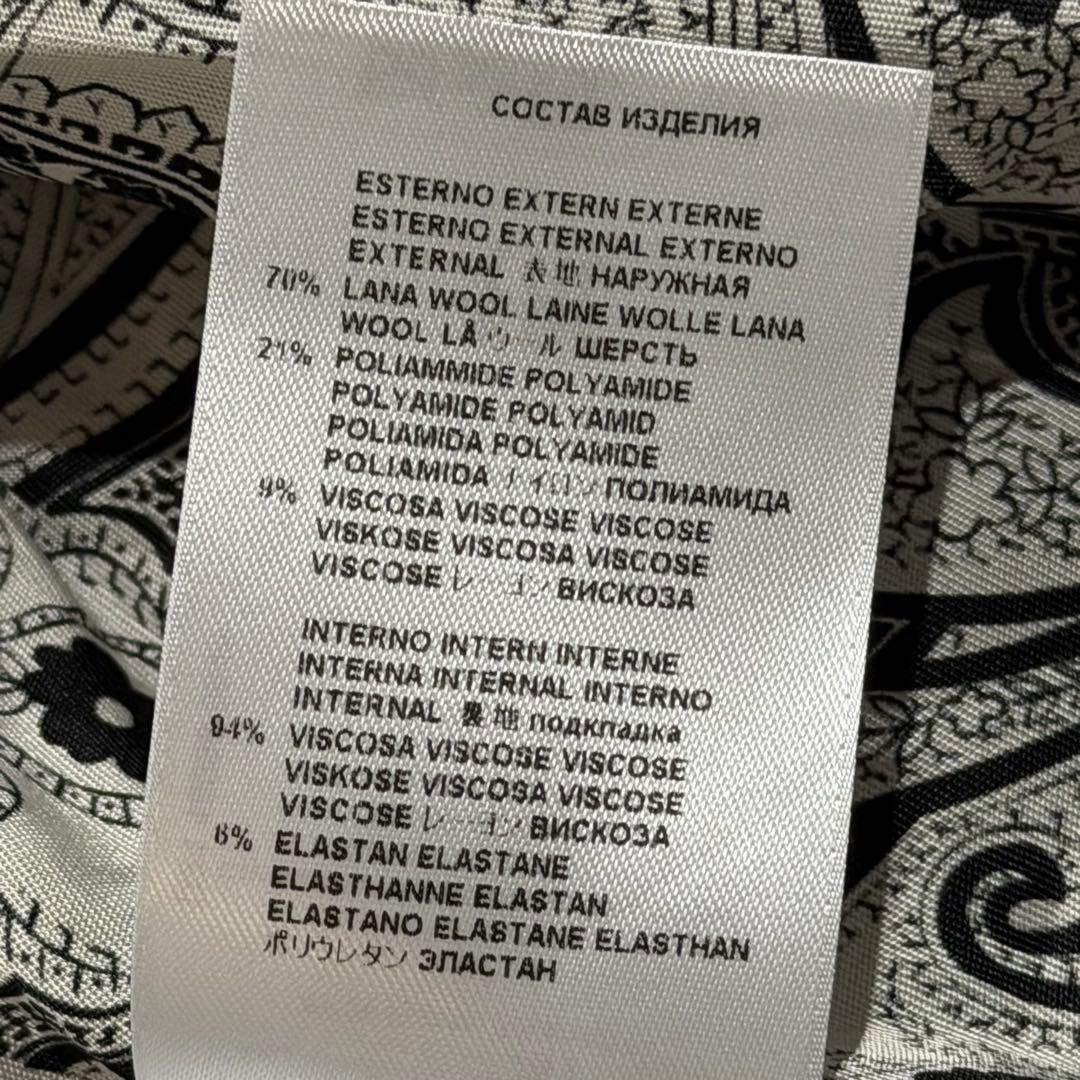 СОСТАВ ИЗДЕЛИЯ
ESTERNO EXTERN EXTERNE
ESTERNO EXTERNAL EXTERNO
EXTERNAL 表地 НАРУЖНАЯ
70% LANA WOOL LAINE WOLLE LANA
WOOL LÅ ウール ШЕРСТЬ
21% POLIAMMIDE POLYAMIDE
POLYAMIDE POLYAMID
POLIAMIDA POLYAMIDE
POLIAMIDA ナイロン ПОЛИАМИДА
9% VISCOSA VISCOSE VISCOSE
VISKOSE VISCOSA VISCOSE
VISCOSE レーヨン ВИСКОЗА
INTERNO INTERN INTERNE
INTERNA INTERNAL INTERNO
INTERNAL 裏地 подкладка
94% VISCOSA VISCOSE VISCOSE
VISKOSE VISCOSA VISCOSE
VISCOSE レーヨン ВИСКОЗА
6% ELASTAN ELASTANE
ELASTHANNE ELASTAN
ELASTANO ELASTANE ELASTHAN
ポリウレタン ЭЛАСТАН